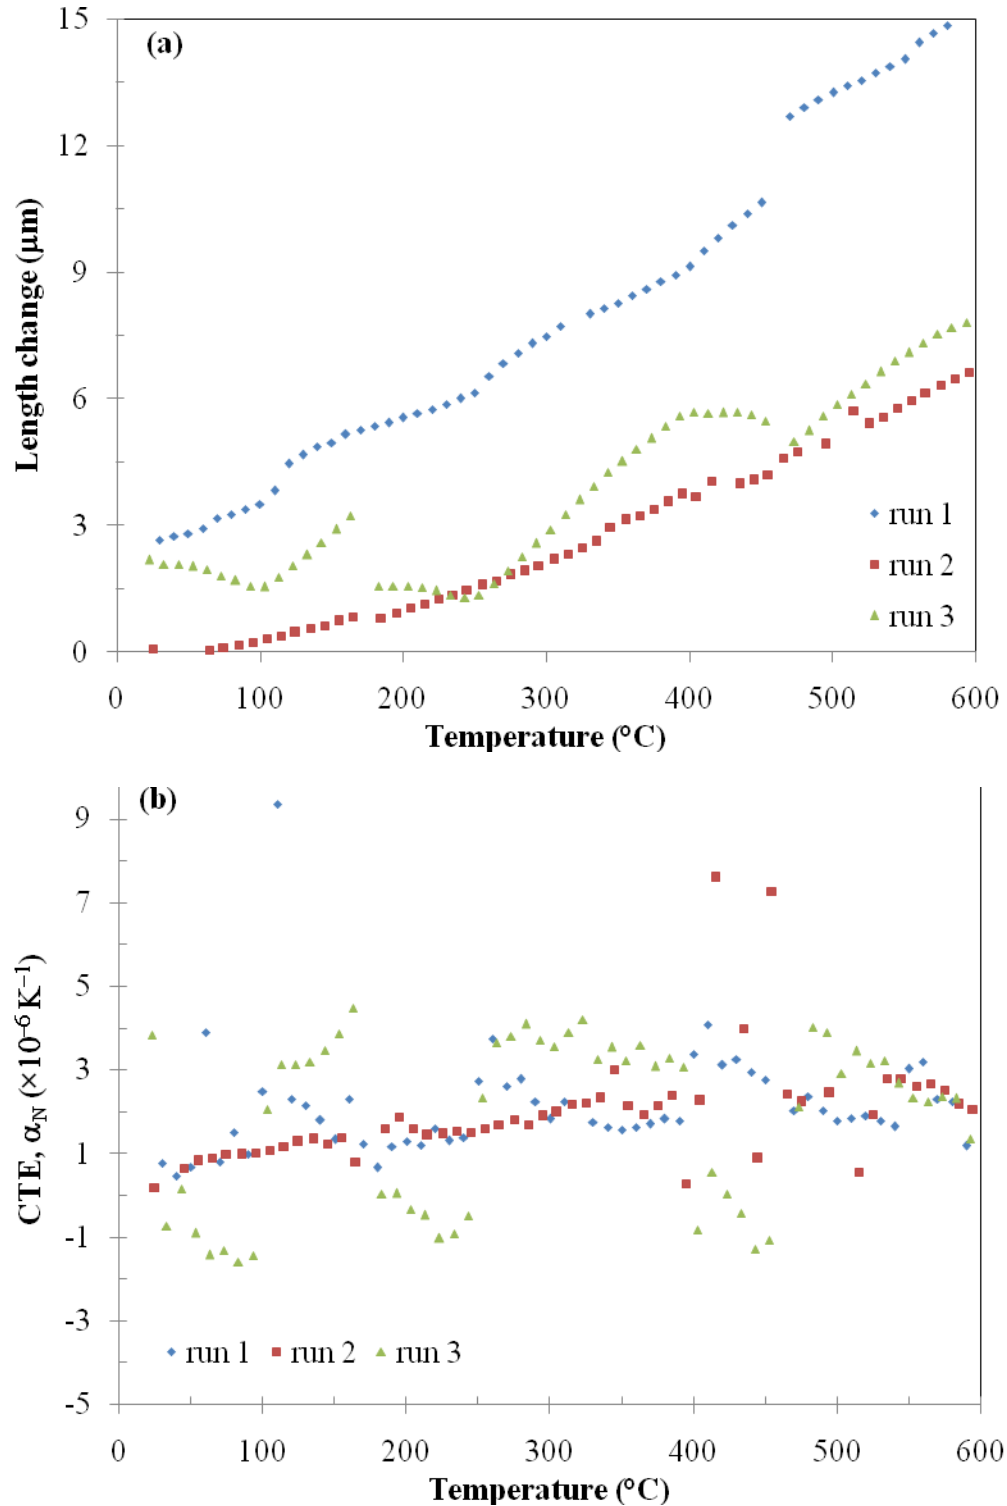 (a)
15
12
9
6
3
0
Length change (μm)
run 1
run 2
run 3
0 100 200 300 400 500 600
Temperature (°C)
(b)
9
7
5
3
1
-1
-3
-5
CTE, αN (×10–6 K–1)
run 1 run 2 run 3
0 100 200 300 400 500 600
Temperature (°C)